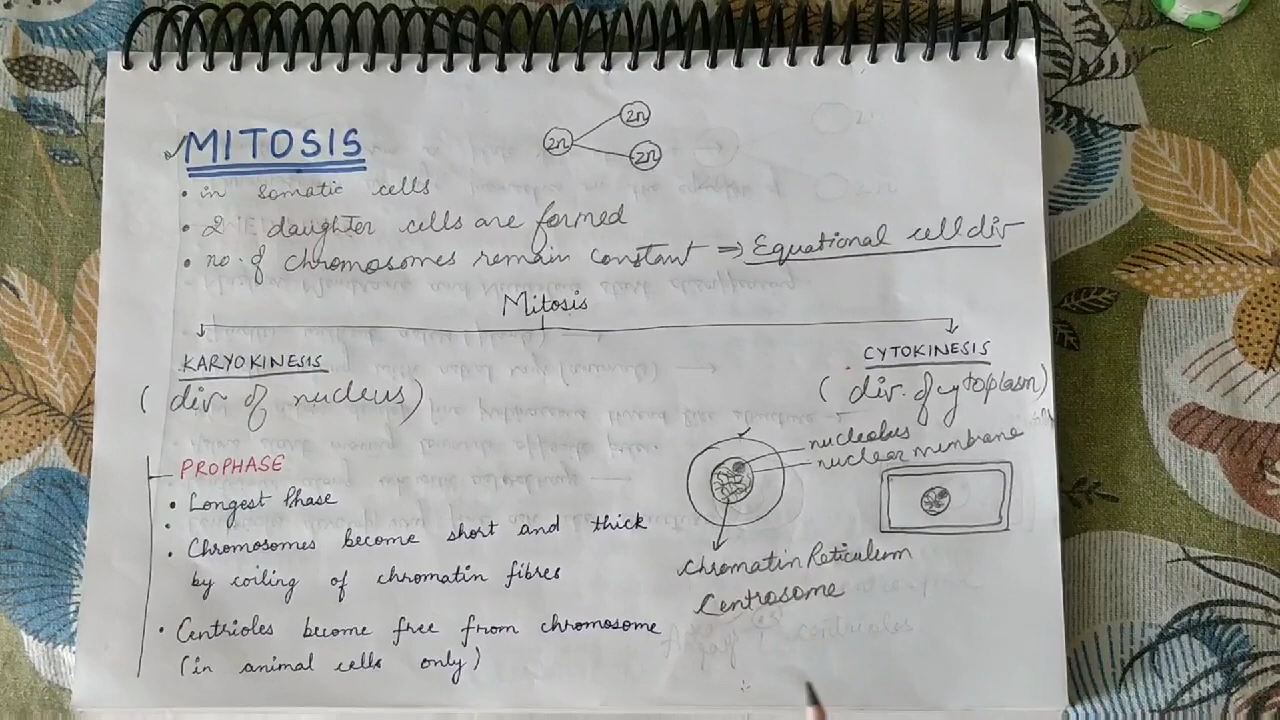 MITOSIS
2n
2n
2n
• in somatic cells
• 2 daughter cells are formed
• no. of chromosomes remain constant ⇒ Equational cell div
Mitosis
KARYOKINESIS
(div of nucleus)
CYTOKINESIS
(div. of cytoplasm)
nucleolus
nuclear membrane
PROPHASE
• Longest Phase
• Chromosomes become short and thick
by coiling of chromatin fibres
Chromatin Reticulum
Centrosome
• Centrioles become free from chromosome
(in animal cells only)